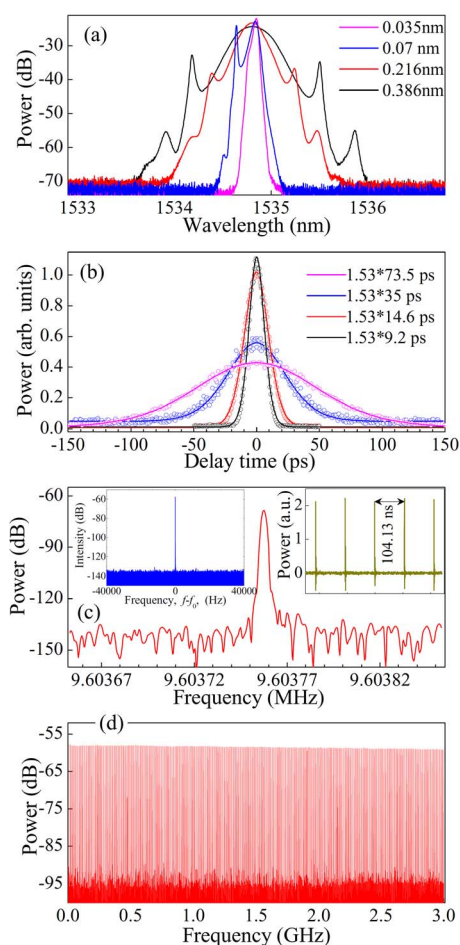 (a)
0.035nm
0.07 nm
0.216nm
0.386nm
Power (dB)
-30
-40
-50
-60
-70
1533 1534 1535 1536
Wavelength (nm)
(b)
1.53*73.5 ps
1.53*35 ps
1.53*14.6 ps
1.53*9.2 ps
Power (arb. units)
1.0
0.8
0.6
0.4
0.2
0.0
-150 -100 -50 0 50 100 150
Delay time (ps)
(c)
Power (dB)
-60
-90
-120
-150
9.60367 9.60372 9.60377 9.60382
Frequency (MHz)
Intensity (dB)
-60
-80
-100
-120
-140
-40000 0 40000
Frequency, f-f0, (Hz)
Power (a.u.)
2
0
104.13 ns
(d)
Power (dB)
-55
-65
-75
-85
-95
0.0 0.5 1.0 1.5 2.0 2.5 3.0
Frequency (GHz)